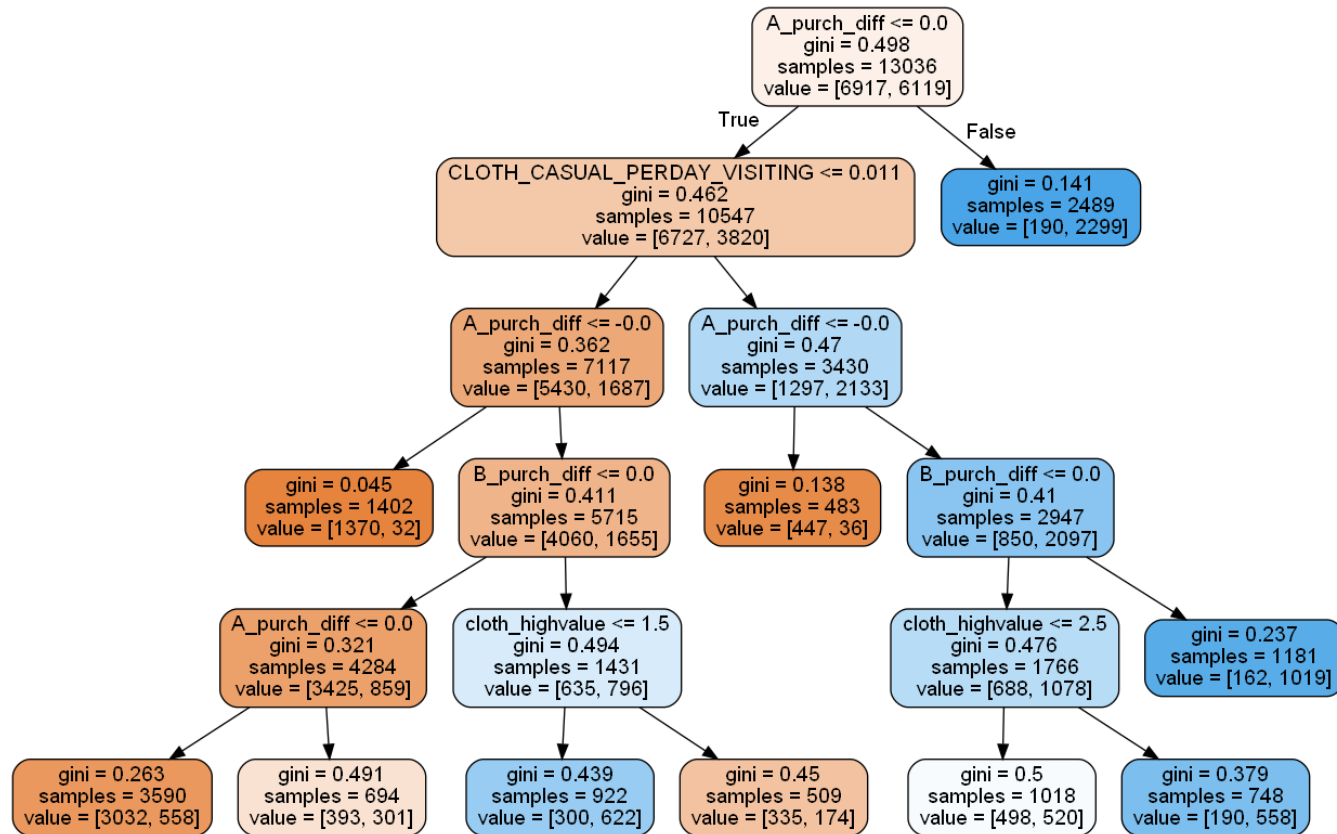 A_purch_diff <= 0.0
gini = 0.498
samples = 13036
value = [6917, 6119]
True
False
CLOTH_CASUAL_PERDAY_VISITING <= 0.011
gini = 0.462
samples = 10547
value = [6727, 3820]
gini = 0.141
samples = 2489
value = [190, 2299]
A_purch_diff <= -0.0
gini = 0.362
samples = 7117
value = [5430, 1687]
A_purch_diff <= -0.0
gini = 0.47
samples = 3430
value = [1297, 2133]
gini = 0.045
samples = 1402
value = [1370, 32]
B_purch_diff <= 0.0
gini = 0.411
samples = 5715
value = [4060, 1655]
gini = 0.138
samples = 483
value = [447, 36]
B_purch_diff <= 0.0
gini = 0.41
samples = 2947
value = [850, 2097]
A_purch_diff <= 0.0
gini = 0.321
samples = 4284
value = [3425, 859]
cloth_highvalue <= 1.5
gini = 0.494
samples = 1431
value = [635, 796]
cloth_highvalue <= 2.5
gini = 0.476
samples = 1766
value = [688, 1078]
gini = 0.237
samples = 1181
value = [162, 1019]
gini = 0.263
samples = 3590
value = [3032, 558]
gini = 0.491
samples = 694
value = [393, 301]
gini = 0.439
samples = 922
value = [300, 622]
gini = 0.45
samples = 509
value = [335, 174]
gini = 0.5
samples = 1018
value = [498, 520]
gini = 0.379
samples = 748
value = [190, 558]